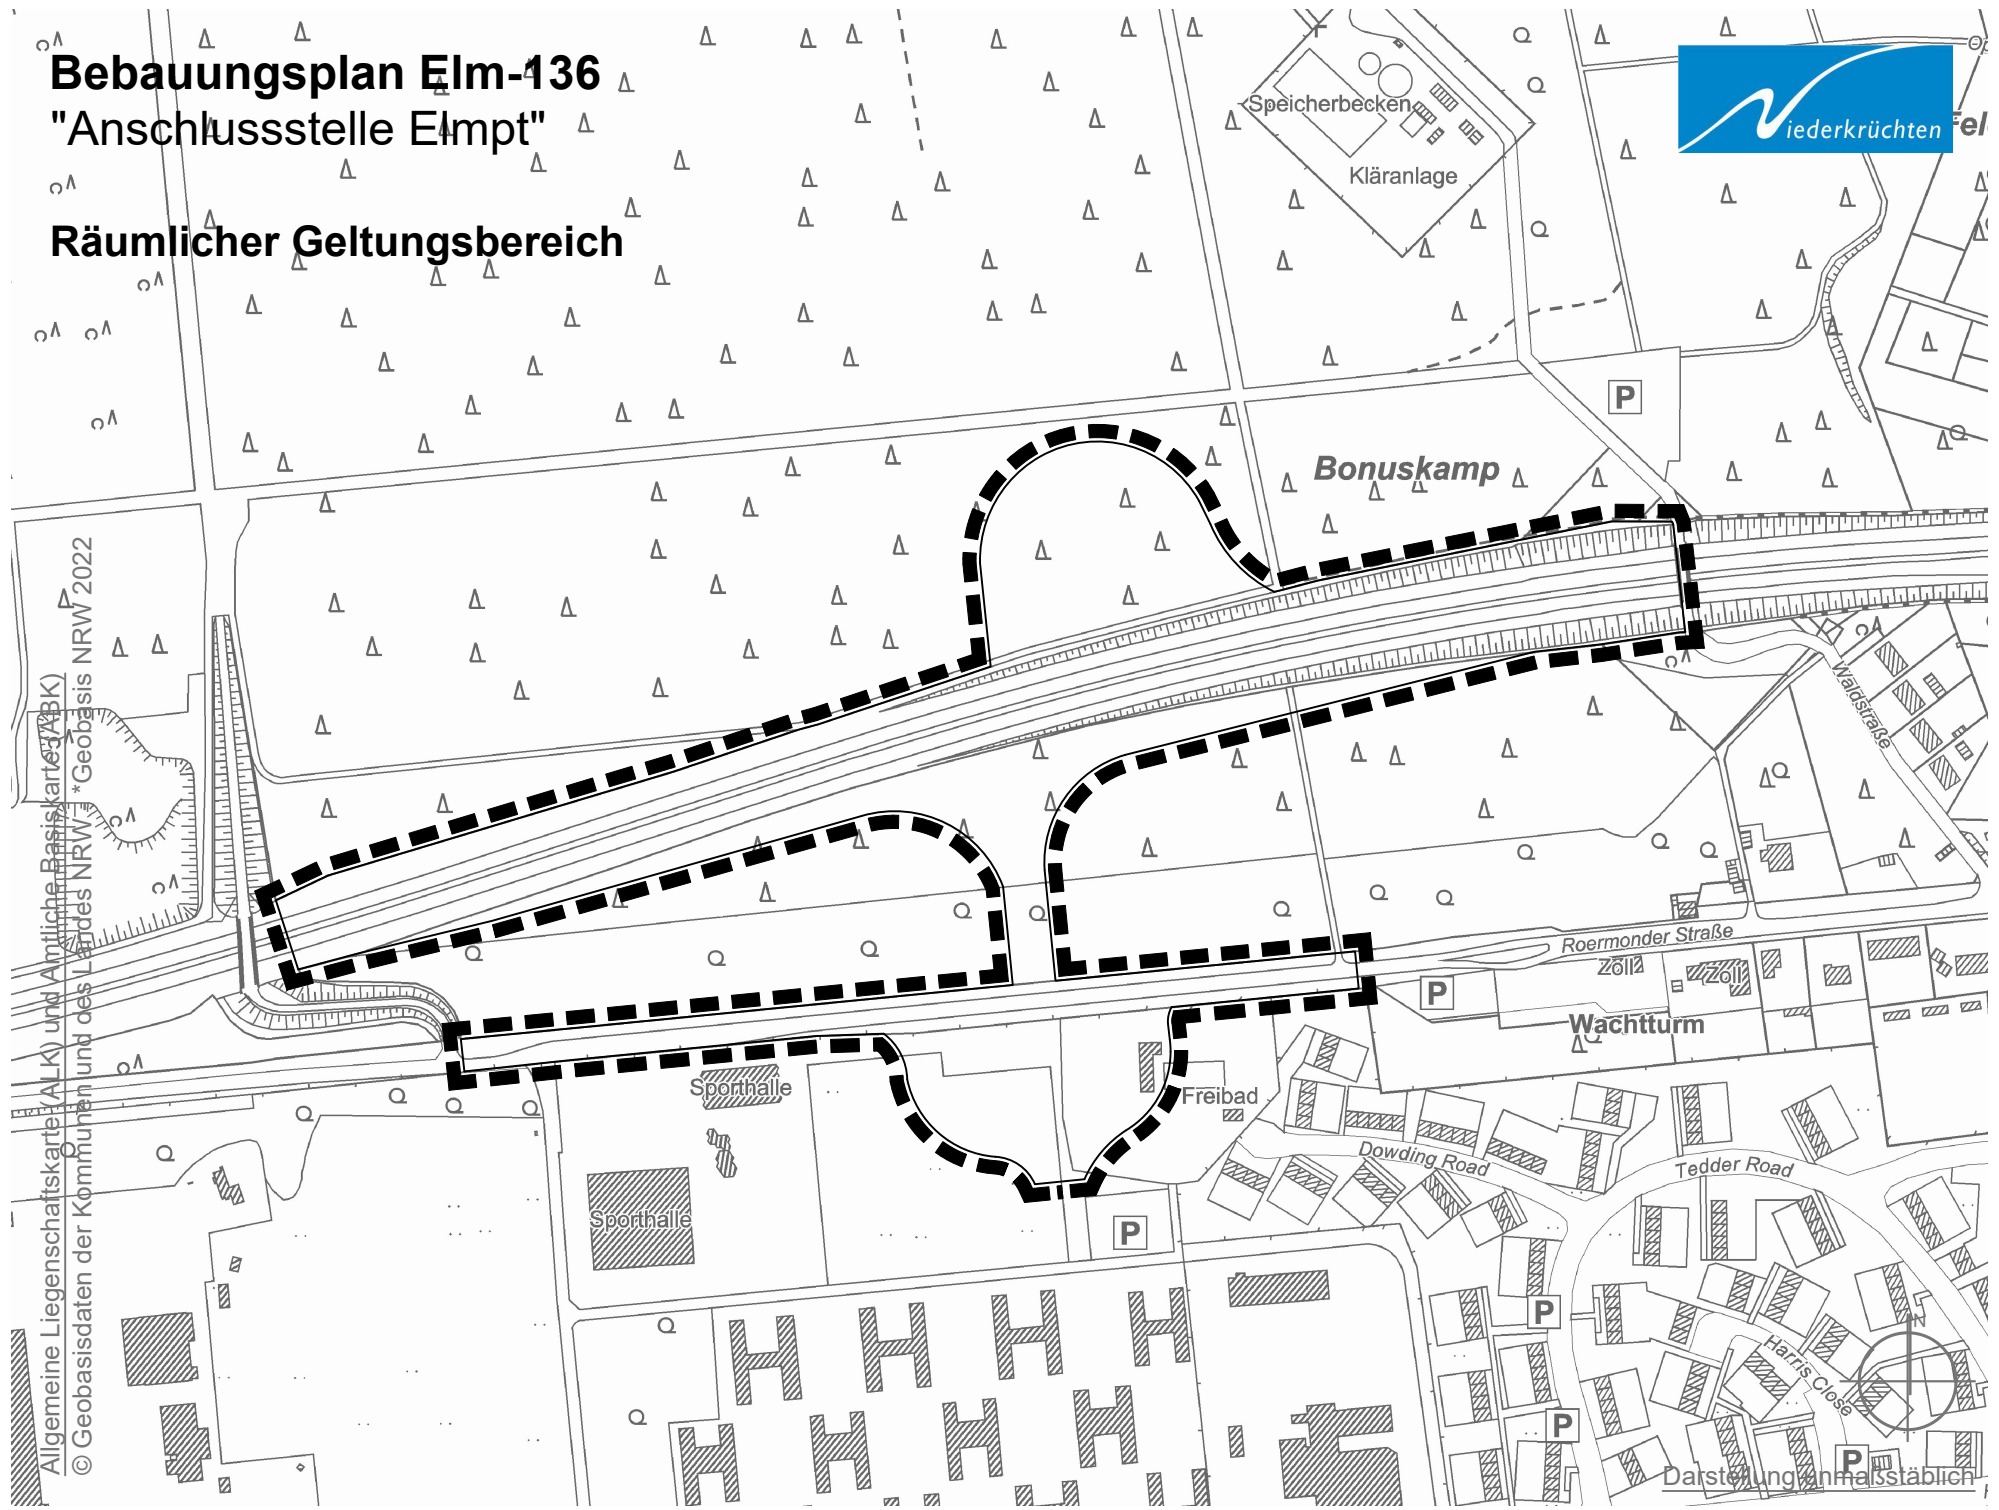 Bebauungsplan Elm-136
"Anschlussstelle Elmpt"
Räumlicher Geltungsbereich
Niederkrüchten
Speicherbecken
Kläranlage
P
Bonuskamp
Waldstraße
Roermonder Straße
Zoll
Zoll
P
Wachtturm
Sporthalle
Freibad
Dowding Road
Tedder Road
Sporthalle
P
P
Harris Close
N
P
P
Darstellung unmaßstäblich
Allgemeine Liegenschaftskarte (ALK) und Amtliche Basiskarte (ABK)
© Geobasisdaten der Kommunen und des Landes NRW - *Geobasis NRW 2022